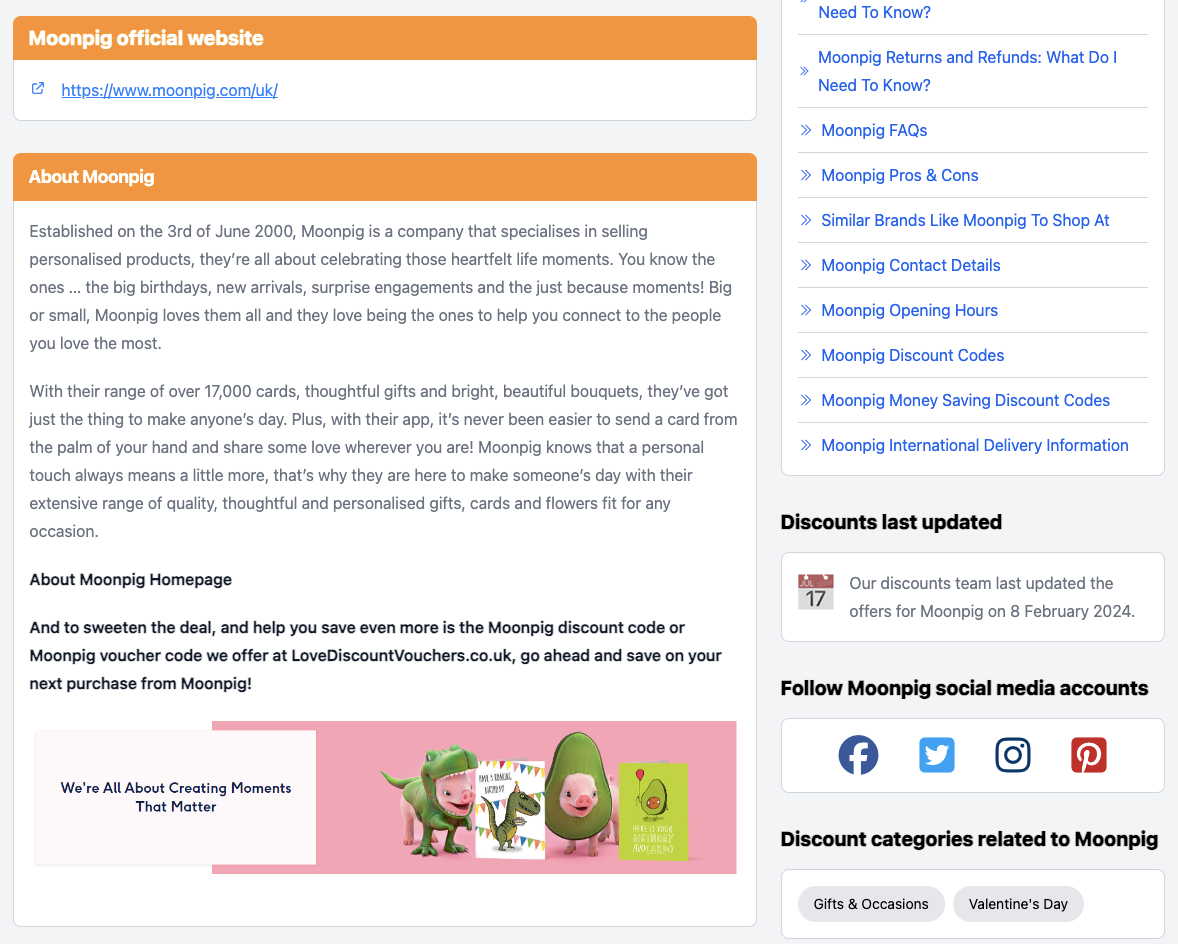 Moonpig official website
https://www.moonpig.com/uk/
About Moonpig
Established on the 3rd of June 2000, Moonpig is a company that specialises in selling
personalised products, they’re all about celebrating those heartfelt life moments. You know the
ones … the big birthdays, new arrivals, surprise engagements and the just because moments! Big
or small, Moonpig loves them all and they love being the ones to help you connect to the people
you love the most.
With their range of over 17,000 cards, thoughtful gifts and bright, beautiful bouquets, they’ve got
just the thing to make anyone’s day. Plus, with their app, it’s never been easier to send a card from
the palm of your hand and share some love wherever you are! Moonpig knows that a personal
touch always means a little more, that’s why they are here to make someone’s day with their
extensive range of quality, thoughtful and personalised gifts, cards and flowers fit for any
occasion.
About Moonpig Homepage
And to sweeten the deal, and help you save even more is the Moonpig discount code or
Moonpig voucher code we offer at LoveDiscountVouchers.co.uk, go ahead and save on your
next purchase from Moonpig!
We're All About Creating Moments
That Matter
HAVE A ROARING
BIRTHDAY
HERE IS YOUR
BIRTHDAY
AVOCARDO
Need To Know?
Moonpig Returns and Refunds: What Do I
Need To Know?
Moonpig FAQs
Moonpig Pros & Cons
Similar Brands Like Moonpig To Shop At
Moonpig Contact Details
Moonpig Opening Hours
Moonpig Discount Codes
Moonpig Money Saving Discount Codes
Moonpig International Delivery Information
Discounts last updated
JUL
17
Our discounts team last updated the
offers for Moonpig on 8 February 2024.
Follow Moonpig social media accounts
Discount categories related to Moonpig
Gifts & Occasions
Valentine's Day